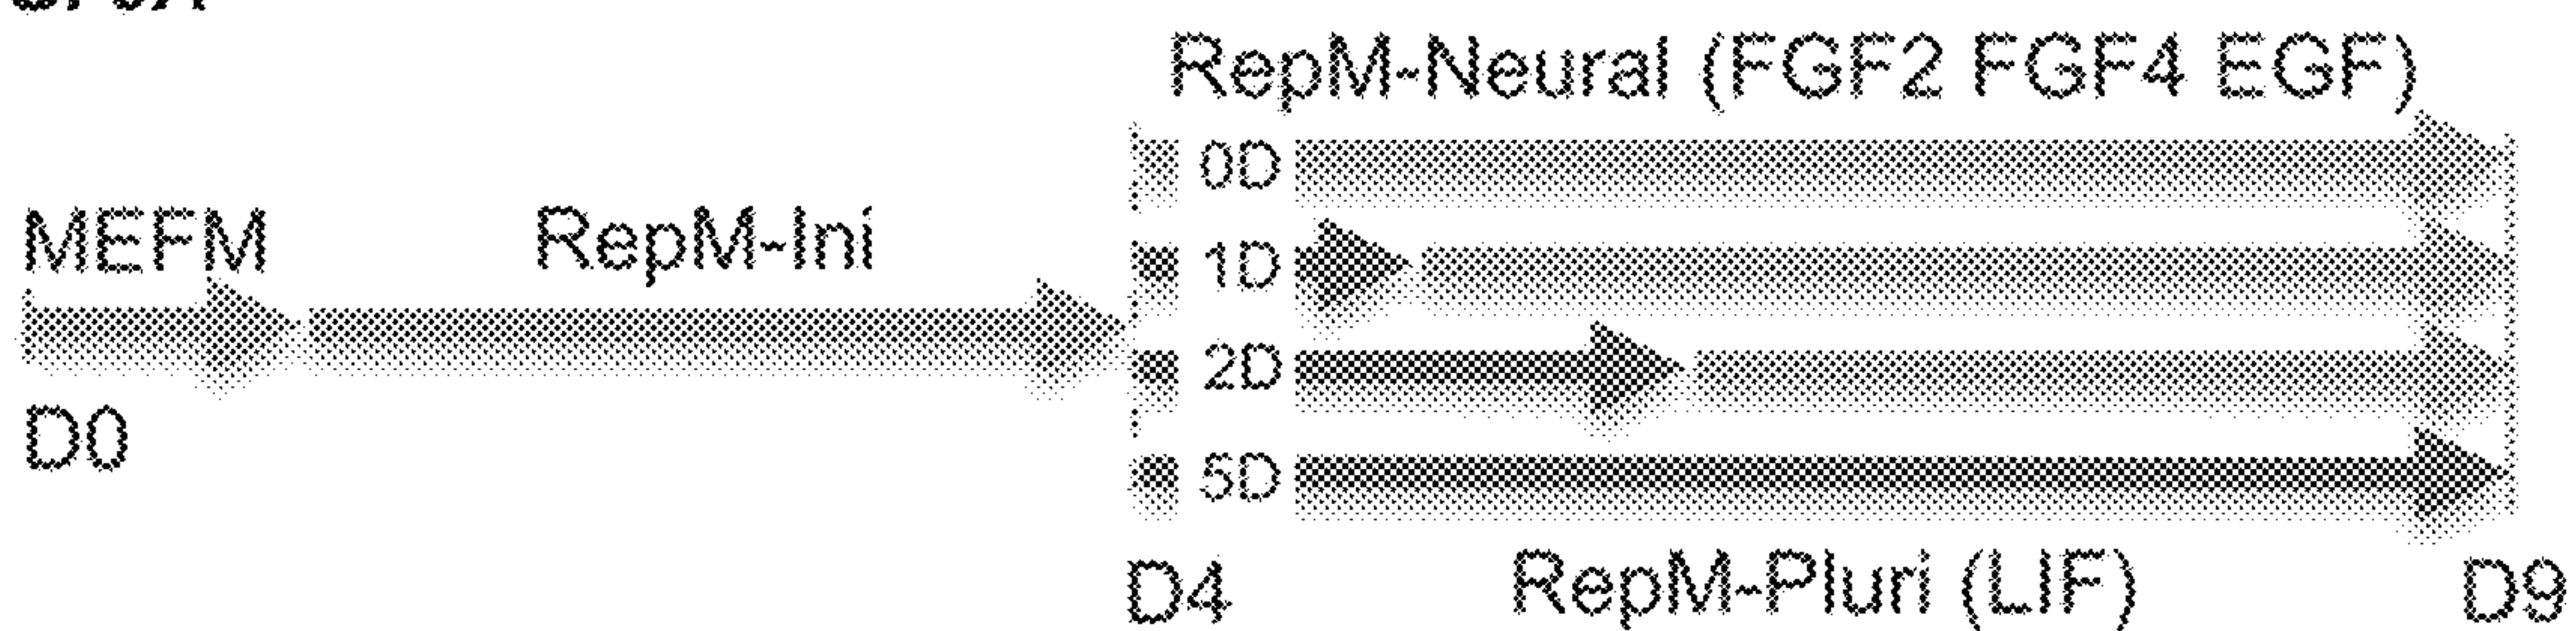 RepM-Neural (FGF2 FGF4 EGF)
0D
MEFM RepM-Ini
1D
2D
D0
5D
D4 RepM-Pluri (LIF) D9